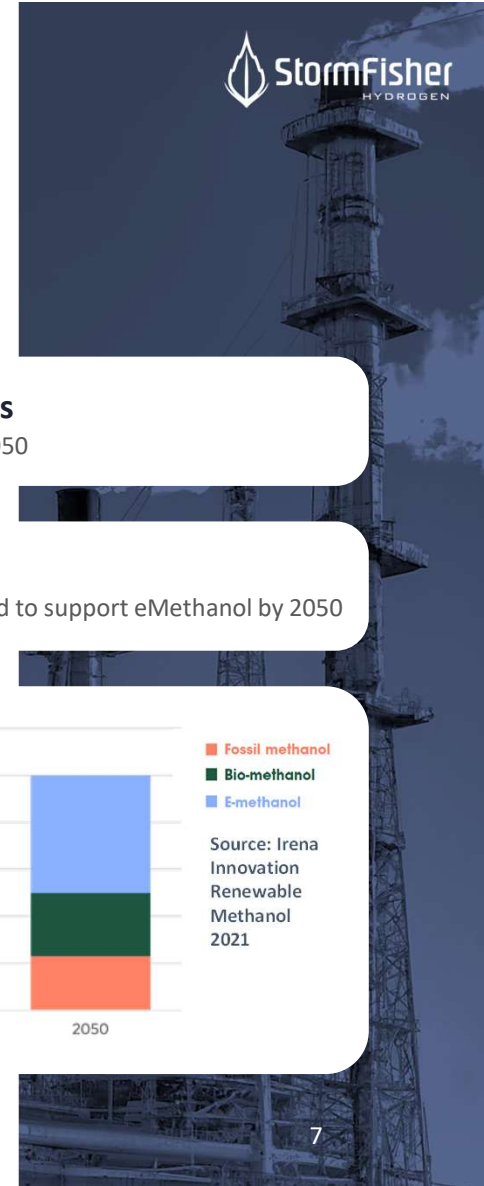 StormFisher
HYDROGEN
s
050
d to support eMethanol by 2050
Fossil methanol
Bio-methanol
E-methanol
Source: Irena
Innovation
Renewable
Methanol
2021
2050
7